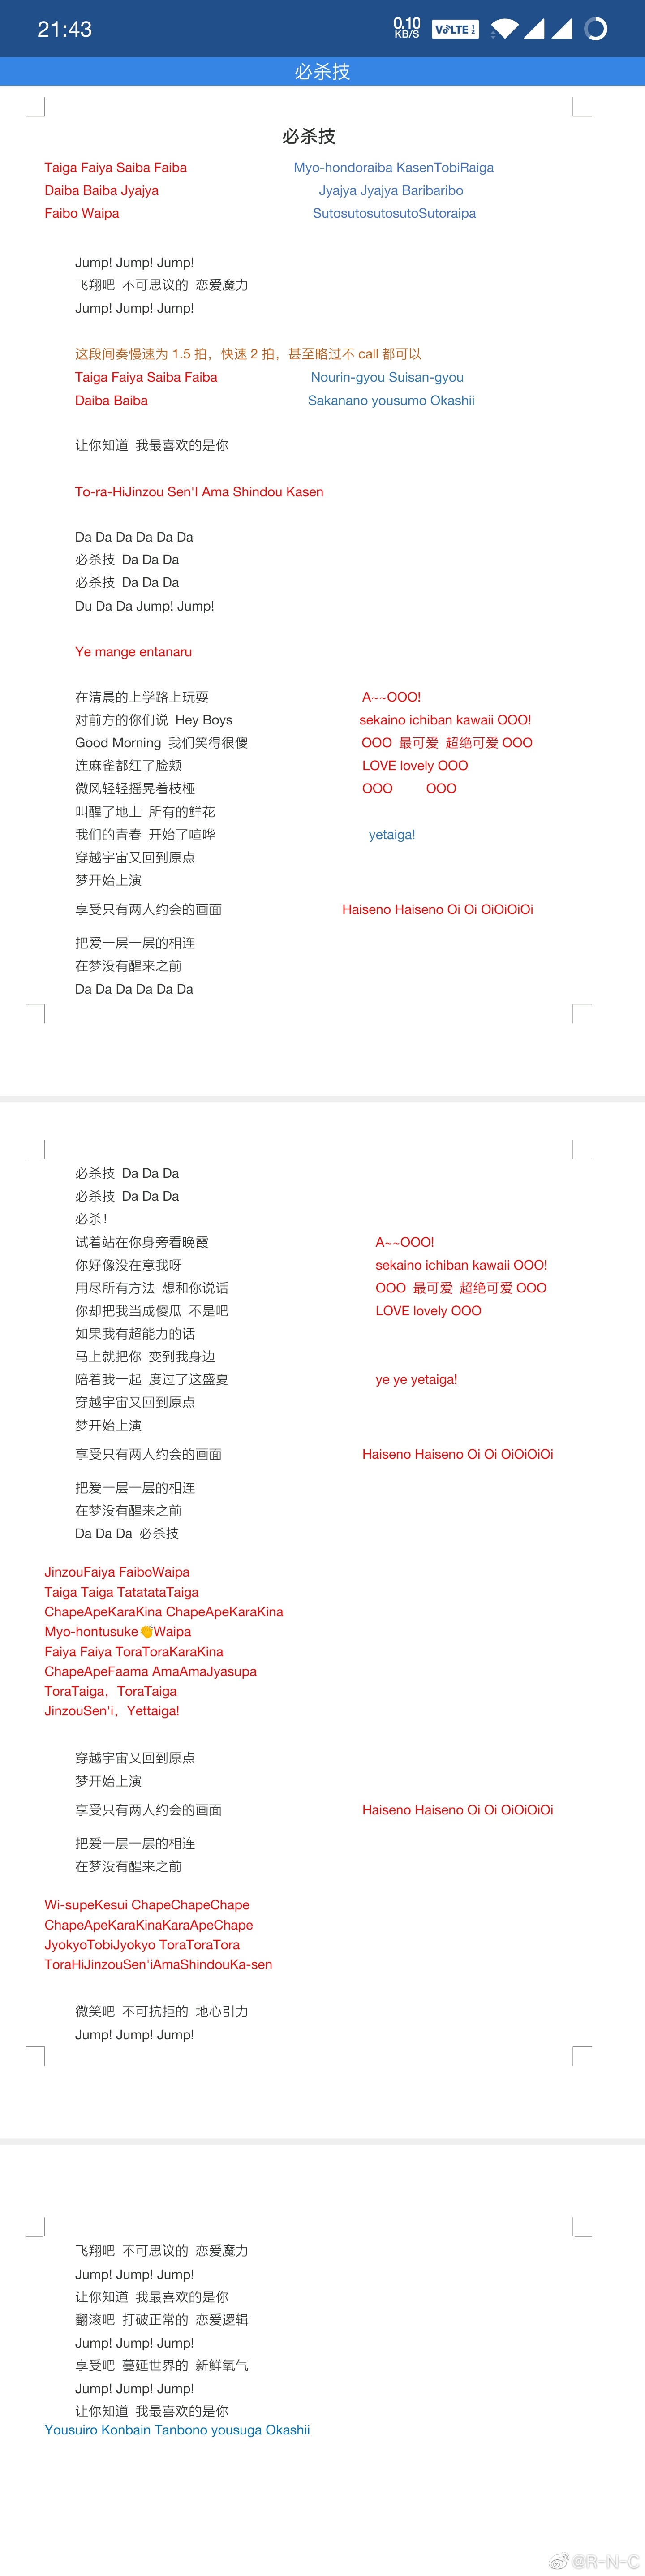 21:43 0.10 KB/S VoLTE 1 2
必杀技
必杀技
Taiga Faiya Saiba Faiba Myo-hondoraiba KasenTobiRaiga
Daiba Baiba Jyajya Jyajya Jyajya Baribaribo
Faibo Waipa SutosutosutosutoSutoraipa
Jump! Jump! Jump!
飞翔吧 不可思议的 恋爱魔力
Jump! Jump! Jump!
这段间奏慢速为 1.5 拍，快速 2 拍，甚至略过不 call 都可以
Taiga Faiya Saiba Faiba Nourin-gyou Suisan-gyou
Daiba Baiba Sakanano yousumo Okashii
让你知道 我最喜欢的是你
To-ra-HiJinzou Sen'I Ama Shindou Kasen
Da Da Da Da Da Da
必杀技 Da Da Da
必杀技 Da Da Da
Du Da Da Jump! Jump!
Ye mange entanaru
在清晨的上学路上玩耍 A~~OOO!
对前方的你们说 Hey Boys sekaino ichiban kawaii OOO!
Good Morning 我们笑得很傻 OOO 最可爱 超绝可爱 OOO
连麻雀都红了脸颊 LOVE lovely OOO
微风轻轻摇晃着枝桠 OOO OOO
叫醒了地上 所有的鲜花
我们的青春 开始了喧哗 yetaiga!
穿越宇宙又回到原点
梦开始上演
享受只有两人约会的画面 Haiseno Haiseno Oi Oi OiOiOiOi
把爱一层一层的相连
在梦没有醒来之前
Da Da Da Da Da Da
必杀技 Da Da Da
必杀技 Da Da Da
必杀！
试着站在你身旁看晚霞 A~~OOO!
你好像没在意我呀 sekaino ichiban kawaii OOO!
用尽所有方法 想和你说话 OOO 最可爱 超绝可爱 OOO
你却把我当成傻瓜 不是吧 LOVE lovely OOO
如果我有超能力的话
马上就把你 变到我身边
陪着我一起 度过了这盛夏 ye ye yetaiga!
穿越宇宙又回到原点
梦开始上演
享受只有两人约会的画面 Haiseno Haiseno Oi Oi OiOiOiOi
把爱一层一层的相连
在梦没有醒来之前
Da Da Da 必杀技
JinzouFaiya FaiboWaipa
Taiga Taiga TatatataTaiga
ChapeApeKaraKina ChapeApeKaraKina
Myo-hontusuke👏Waipa
Faiya Faiya ToraToraKaraKina
ChapeApeFaama AmaAmaJyasupa
ToraTaiga，ToraTaiga
JinzouSen'i，Yettaiga!
穿越宇宙又回到原点
梦开始上演
享受只有两人约会的画面 Haiseno Haiseno Oi Oi OiOiOiOi
把爱一层一层的相连
在梦没有醒来之前
Wi-supeKesui ChapeChapeChape
ChapeApeKaraKinaKaraApeChape
JyokyoTobiJyokyo ToraToraTora
ToraHiJinzouSen'iAmaShindouKa-sen
微笑吧 不可抗拒的 地心引力
Jump! Jump! Jump!
飞翔吧 不可思议的 恋爱魔力
Jump! Jump! Jump!
让你知道 我最喜欢的是你
翻滚吧 打破正常的 恋爱逻辑
Jump! Jump! Jump!
享受吧 蔓延世界的 新鲜氧气
Jump! Jump! Jump!
让你知道 我最喜欢的是你
Yousuiro Konbain Tanbono yousuga Okashii
@R-N-C